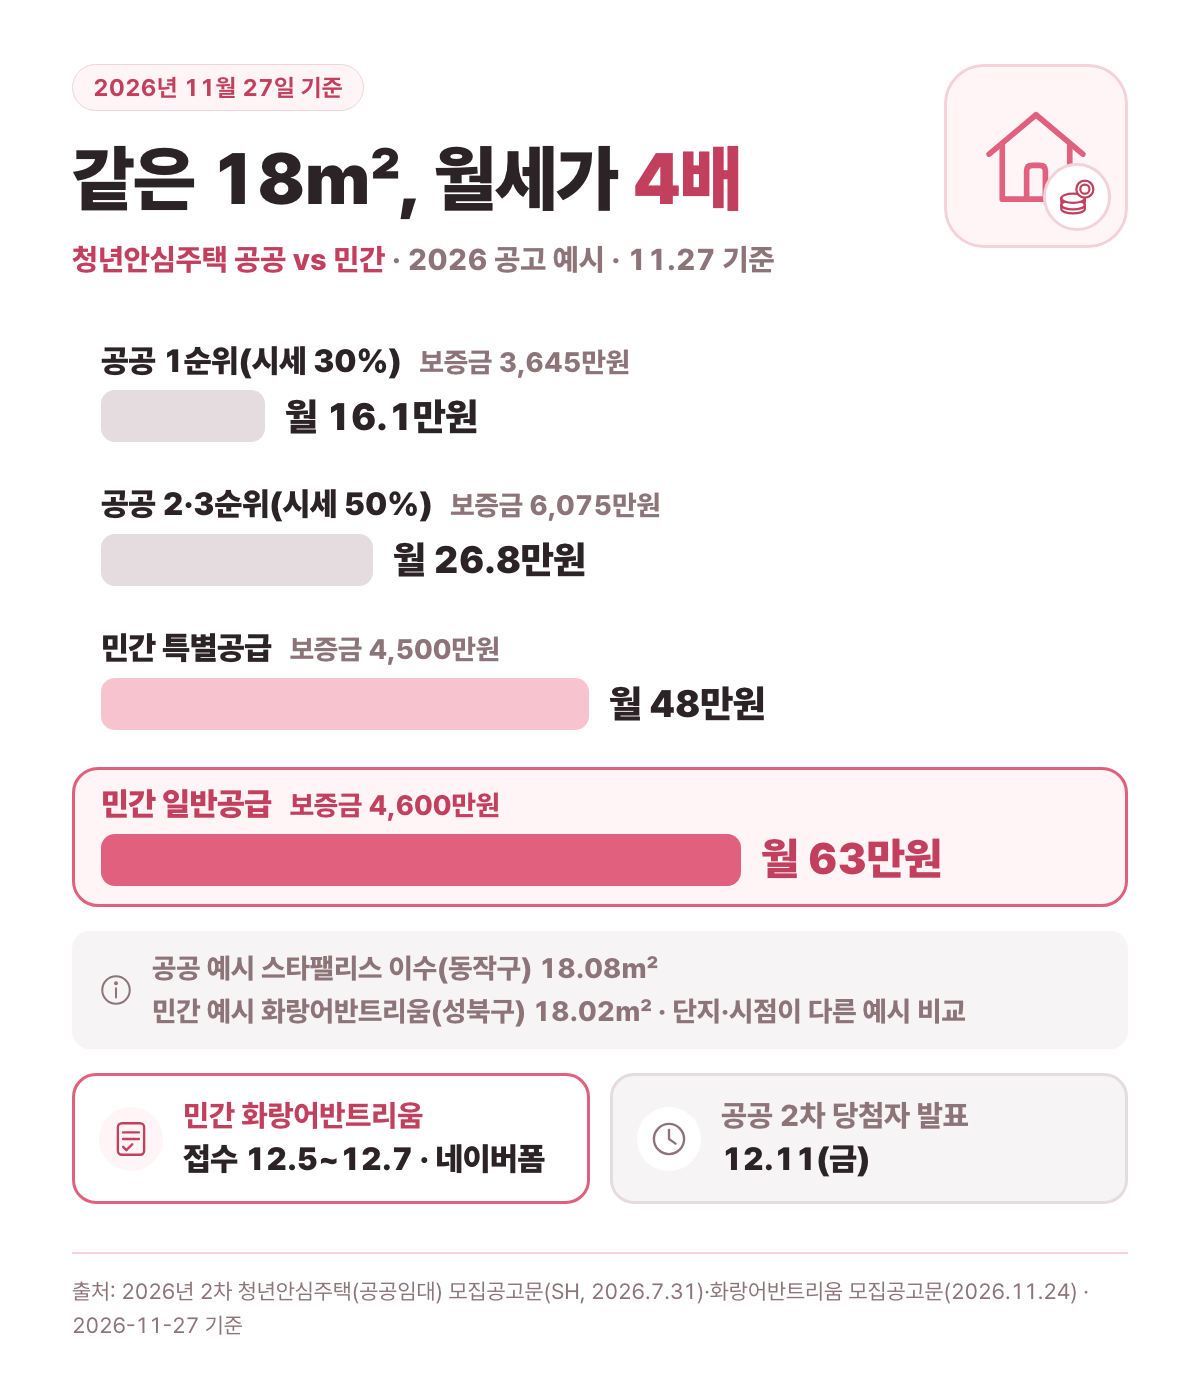 2026년 11월 27일 기준
같은 18m², 월세가 4배
청년안심주택 공공 vs 민간 · 2026 공고 예시 · 11.27 기준
공공 1순위(시세 30%) 보증금 3,645만원
월 16.1만원
공공 2·3순위(시세 50%) 보증금 6,075만원
월 26.8만원
민간 특별공급 보증금 4,500만원
월 48만원
민간 일반공급 보증금 4,600만원
월 63만원
공공 예시 스타팰리스 이수(동작구) 18.08m²
민간 예시 화랑어반트리움(성북구) 18.02m² · 단지·시점이 다른 예시 비교
민간 화랑어반트리움
접수 12.5~12.7 · 네이버폼
공공 2차 당첨자 발표
12.11(금)
출처: 2026년 2차 청년안심주택(공공임대) 모집공고문(SH, 2026.7.31)·화랑어반트리움 모집공고문(2026.11.24) ·
2026-11-27 기준